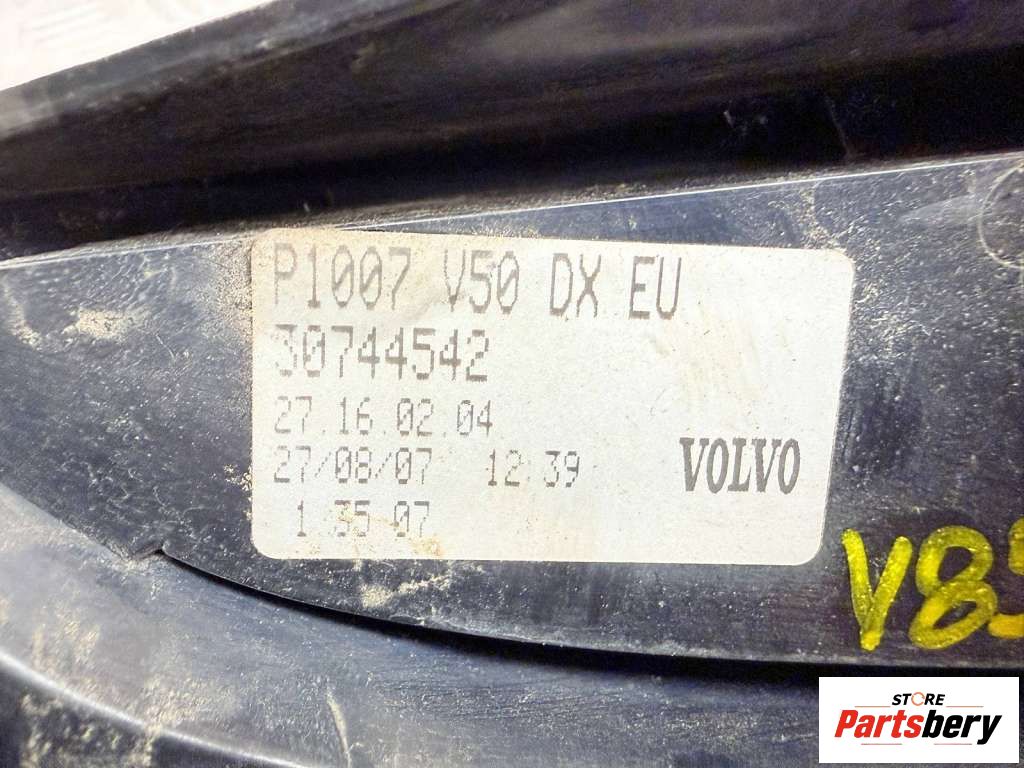 P1007 V50 DX EU
30744542
27.16.02.04
27/08/07 12:39
VOLVO
1.35.07
STORE
Partsbery